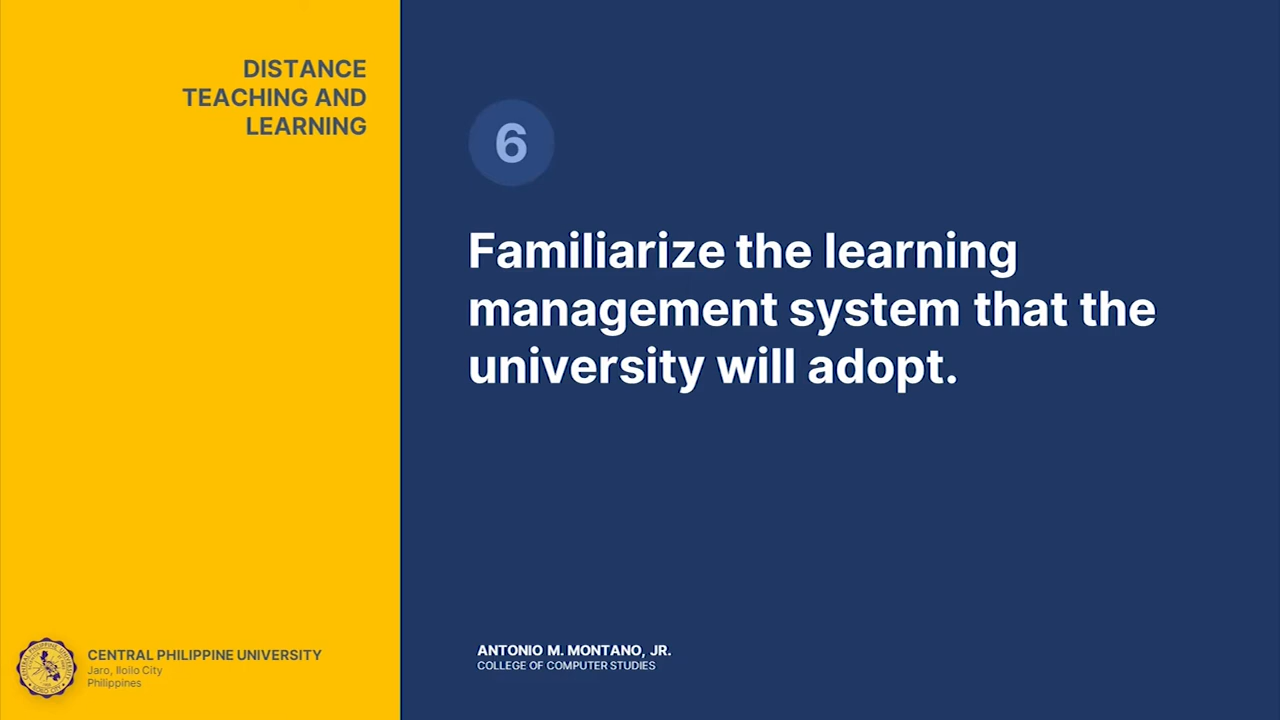 DISTANCE
TEACHING AND
LEARNING
6
Familiarize the learning
management system that the
university will adopt.
CENTRAL PHILIPPINE UNIVERSITY
Jaro, Iloilo City
Philippines
ANTONIO M. MONTANO, JR.
COLLEGE OF COMPUTER STUDIES